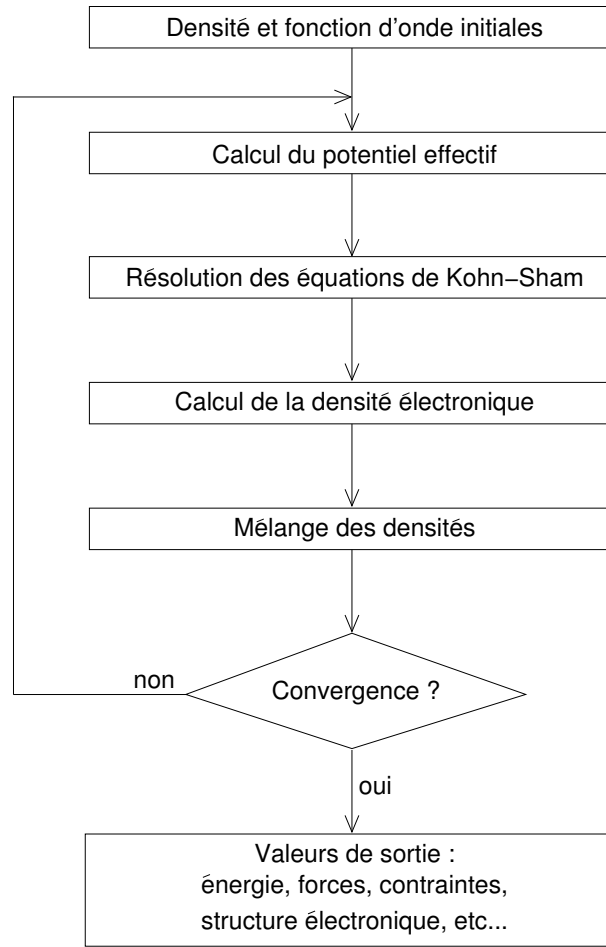 Densité et fonction d'onde initiales
Calcul du potentiel effectif
Résolution des équations de Kohn−Sham
Calcul de la densité électronique
Mélange des densités
non
Convergence ?
oui
Valeurs de sortie :
énergie, forces, contraintes,
structure électronique, etc...